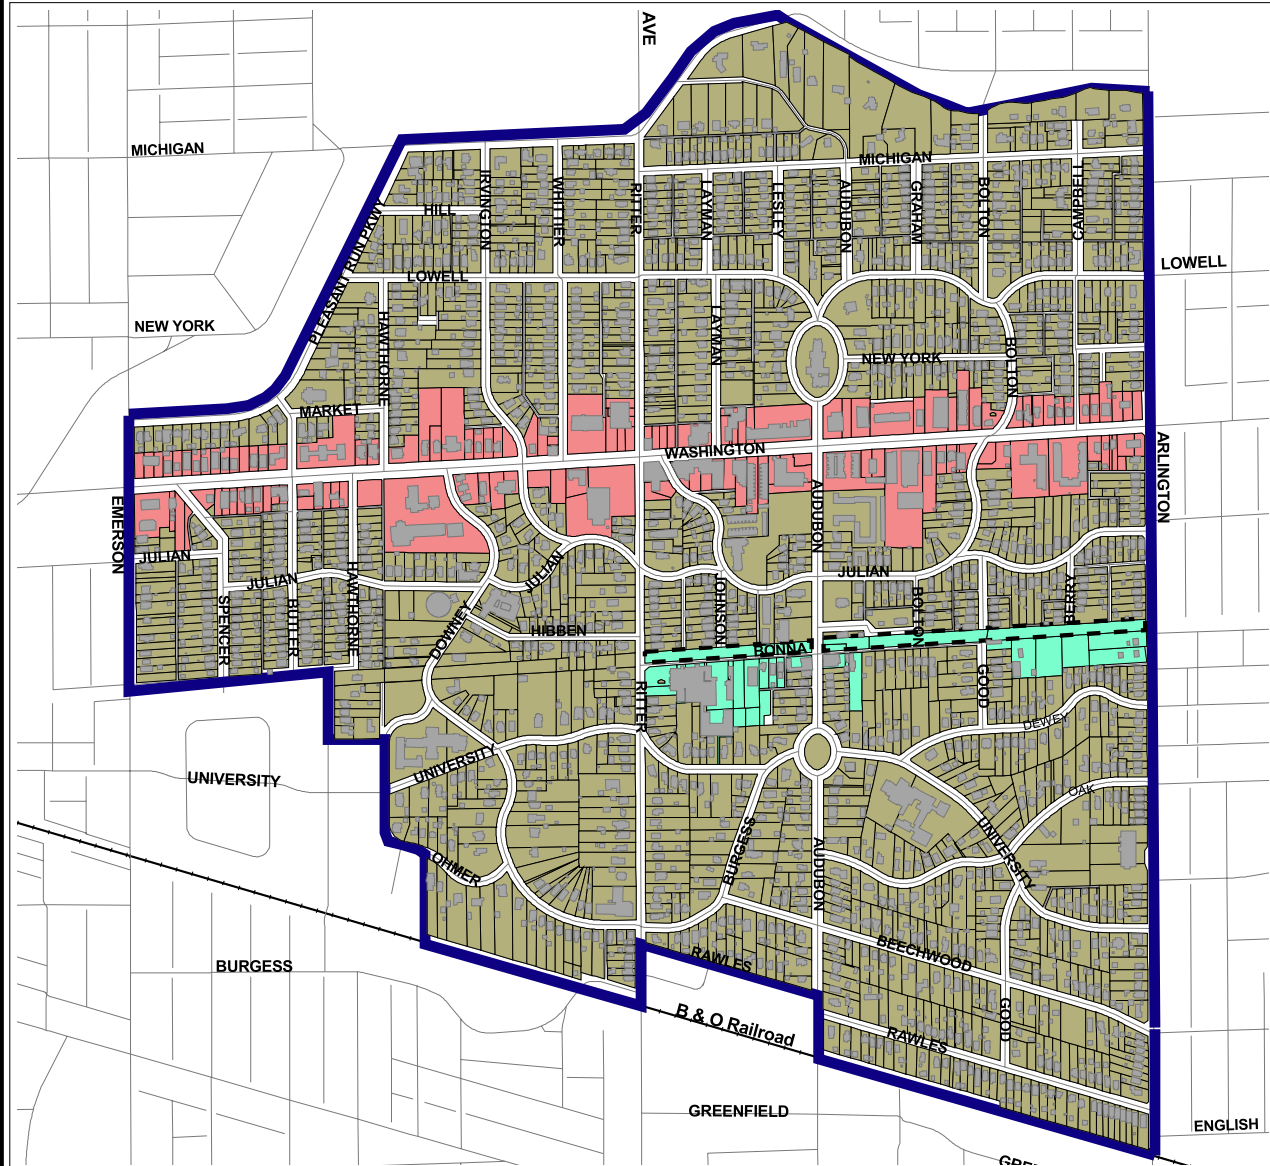 AVE
MICHIGAN
MICHIGAN
IRVINGTON
WHITTIER
RITTER
LAYMAN
LESLEY
AUDUBON
GRAHAM
BOLTON
CAMPBELL
HILL
PLEASANT RUN PKWY
LOWELL
LOWELL
NEW YORK
HAWTHORNE
LAYMAN
NEW YORK
BOLTON
MARKET
WASHINGTON
EMERSON
AUDUBON
ARLINGTON
JULIAN
JULIAN
JULIAN
JULIAN
SPENCER
RITTER
HAWTHORNE
DOWNEY
HIBBEN
JOHNSON
BOLTON
BERRY
BONNA
RITTER
GOOD
DEWEY
UNIVERSITY
UNIVERSITY
OAK
BURGESS
UNIVERSITY
OHMER
AUDUBON
BURGESS
RAWLES
BEECHWOOD
B & O Railroad
GOOD
RAWLES
GREENFIELD
ENGLISH